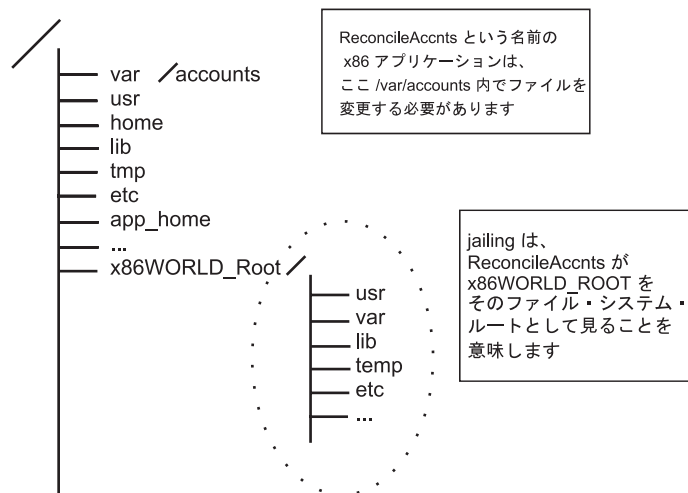 var /accounts
usr
home
lib
tmp
etc
app_home
...
x86WORLD_Root /
usr
var
lib
temp
etc
...
ReconcileAccnts という名前の
x86 アプリケーションは、
ここ /var/accounts 内でファイルを
変更する必要があります
jailing は、
ReconcileAccnts が
x86WORLD_ROOT を
そのファイル・システム・
ルートとして見ることを
意味します